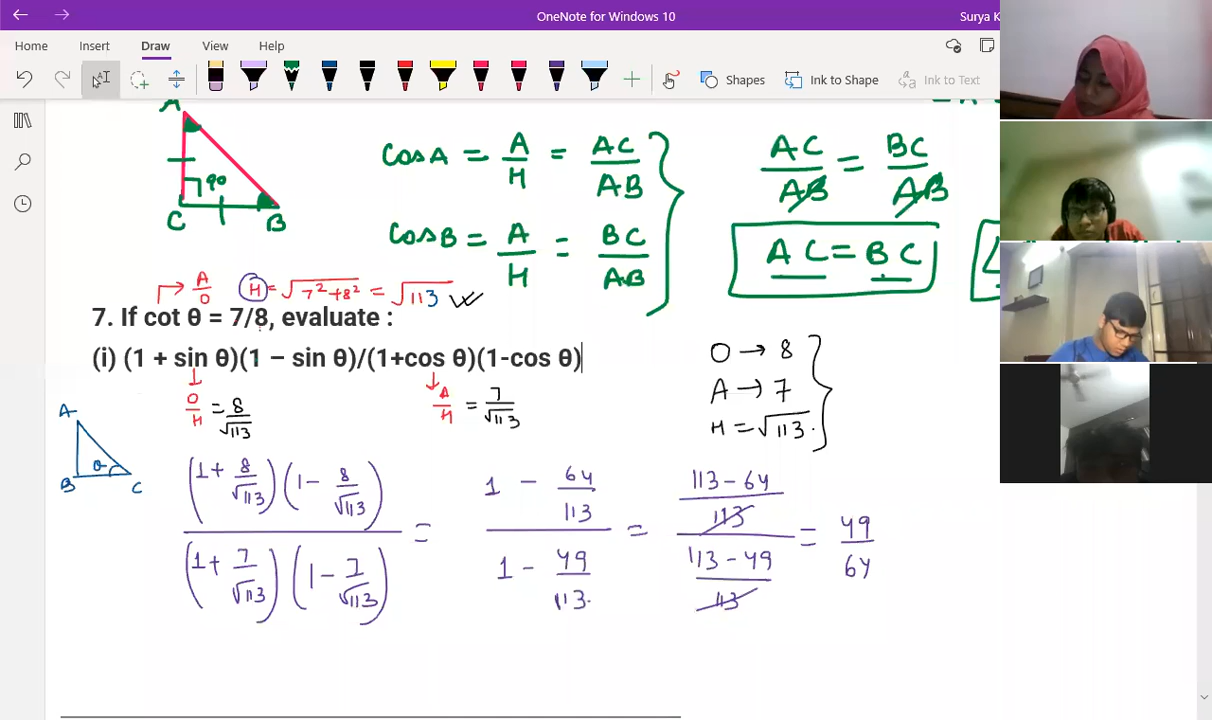 OneNote for Windows 10
Surya K
Home Insert Draw View Help
Shapes Ink to Shape Ink to Text
A
90
C B
CosA = A/H = AC/AB
CosB = A/H = BC/AB
AC/AB = BC/AB
AC = BC
→ A/O H = √7²+8² = √113
7. If cot θ = 7/8, evaluate :
(i) (1 + sin θ)(1 – sin θ)/(1+cos θ)(1-cos θ)
O/H = 8/√113
A/H = 7/√113
O → 8
A → 7
H = √113.
A
B θ C
(1 + 8/√113)(1 - 8/√113) / (1 + 7/√113)(1 - 7/√113) = 1 - 64/113 / 1 - 49/113 = 113 - 64/113 / 113 - 49/113 = 49/64